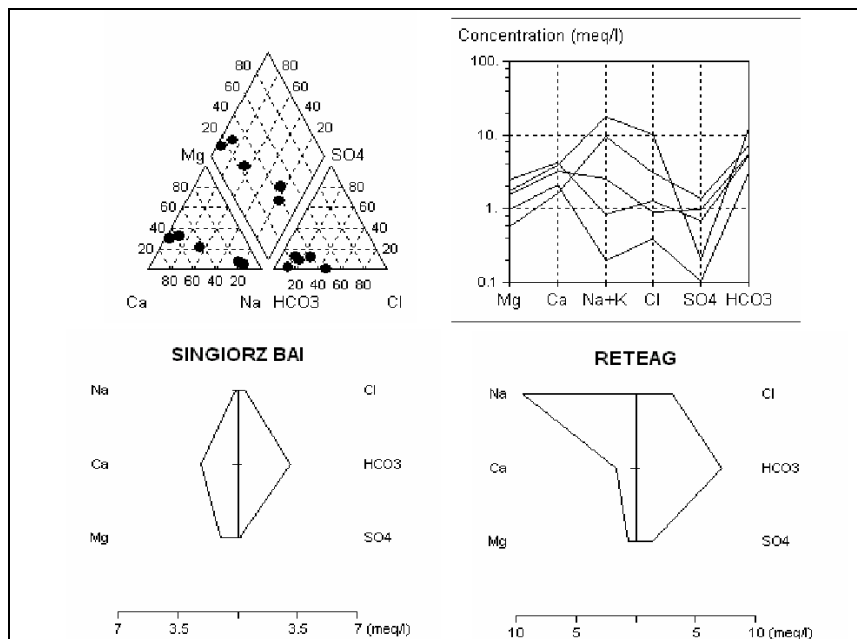 80 80
60 60
40 40
20 20
Mg SO4
80 80
60 60
40 40
20 20
80 60 40 20 20 40 60 80
Ca Na HCO3 Cl
Concentration (meq/l)
100.
10.
1.
0.1
Mg Ca Na+K Cl SO4 HCO3
SINGIORZ BAI
Na Cl
Ca HCO3
Mg SO4
7 3.5 3.5 7 (meq/l)
RETEAG
Na Cl
Ca HCO3
Mg SO4
10 5 5 10 (meq/l)